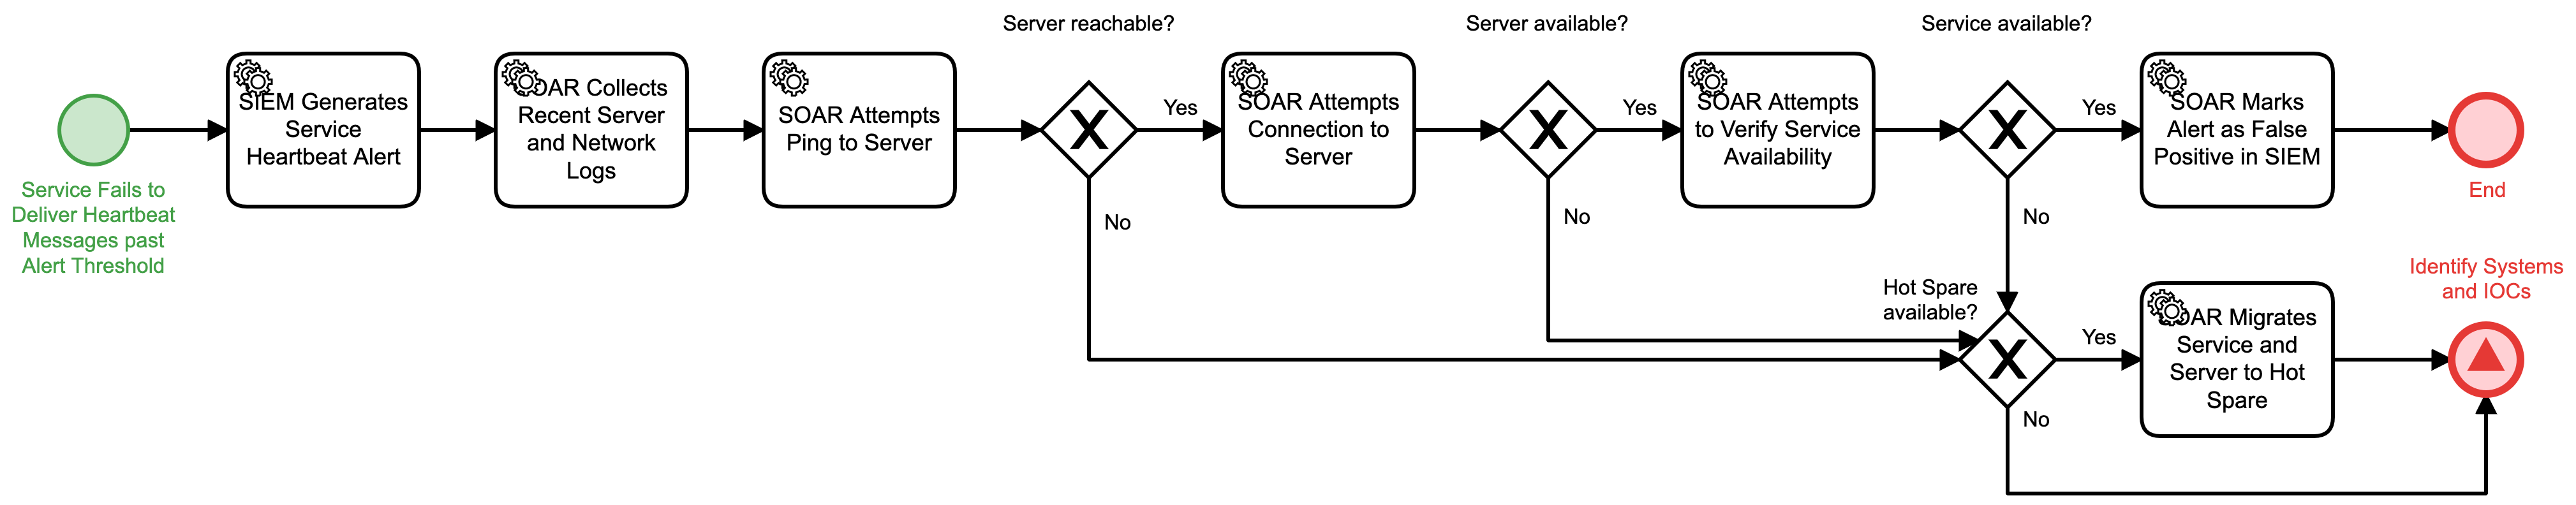 Service Fails to
Deliver Heartbeat
Messages past
Alert Threshold
SIEM Generates
Service
Heartbeat Alert
SOAR Collects
Recent Server
and Network
Logs
SOAR Attempts
Ping to Server
Server reachable?
Yes
No
SOAR Attempts
Connection to
Server
Server available?
Yes
No
SOAR Attempts
to Verify Service
Availability
Service available?
Yes
No
SOAR Marks
Alert as False
Positive in SIEM
End
Hot Spare
available?
Yes
No
SOAR Migrates
Service and
Server to Hot
Spare
Identify Systems
and IOCs